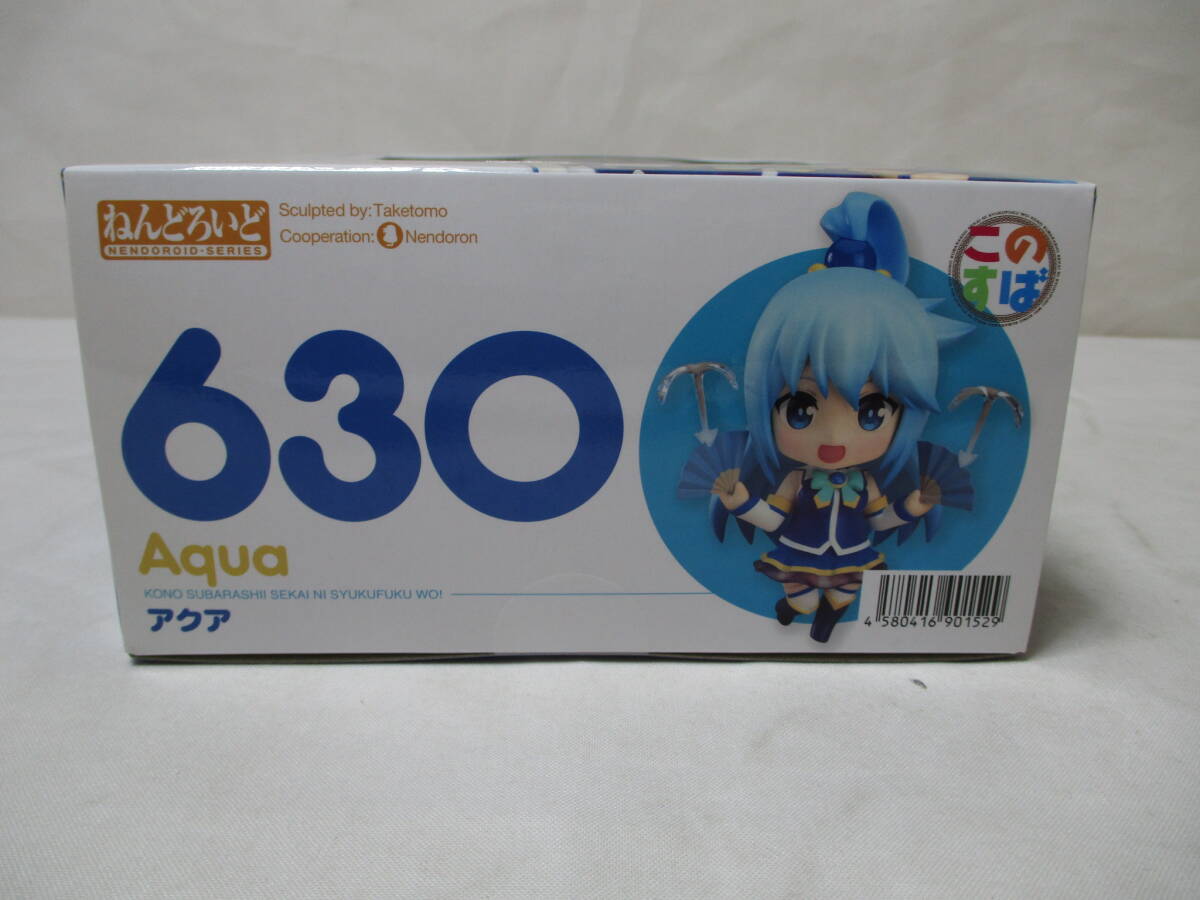 ねんどろいど
NENDOROID-SERIES
Sculpted by: Taketomo
Cooperation: Nendoron
この
すば
630
Aqua
KONO SUBARASHII SEKAI NI SYUKUFUKU WO!
アクア
4 580416 901529